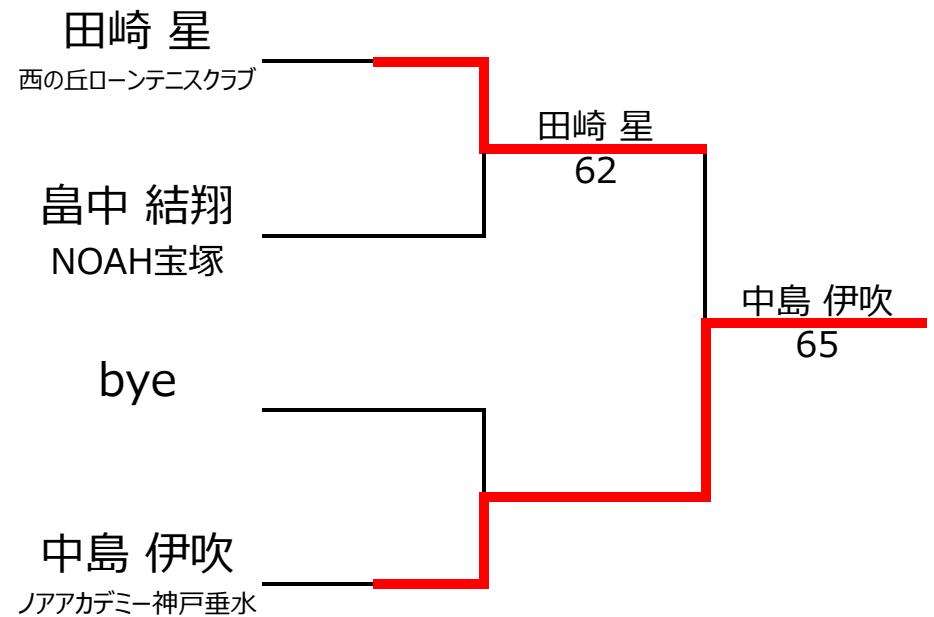 田崎 星
西の丘ローンテニスクラブ
田崎 星
62
畠中 結翔
NOAH宝塚
中島 伊吹
65
bye
中島 伊吹
ノアアカデミー神戸垂水